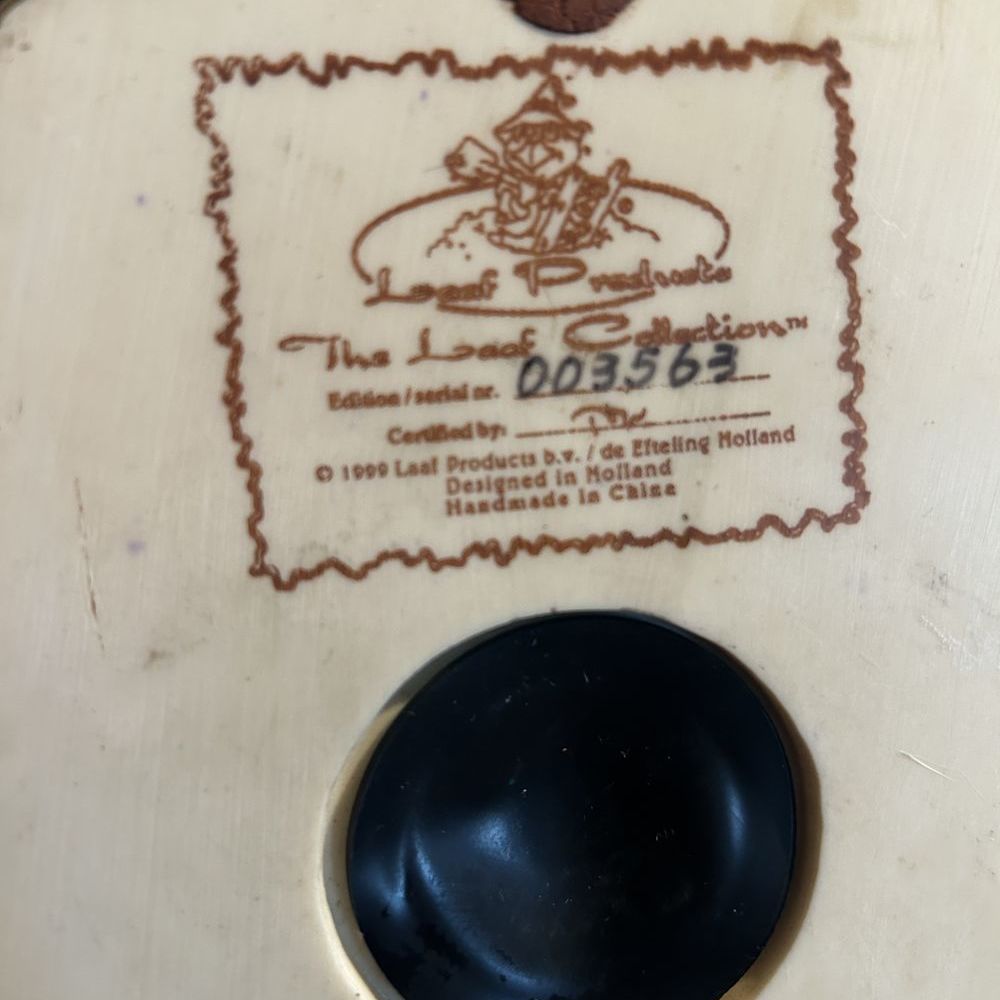 Laaf Products
The Laaf Collection™
Edition / serial nr. 003563
Certified by:
© 1999 Laaf Products b.v. / de Efteling Holland
Designed in Holland
Handmade in China